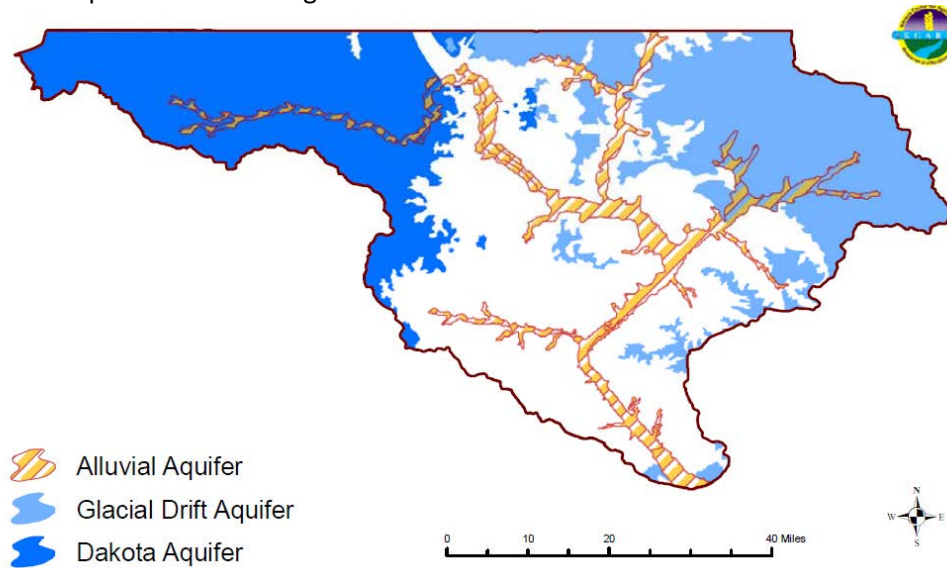 Alluvial Aquifer
Glacial Drift Aquifer
Dakota Aquifer
0 10 20 40 Miles
N
W E
S